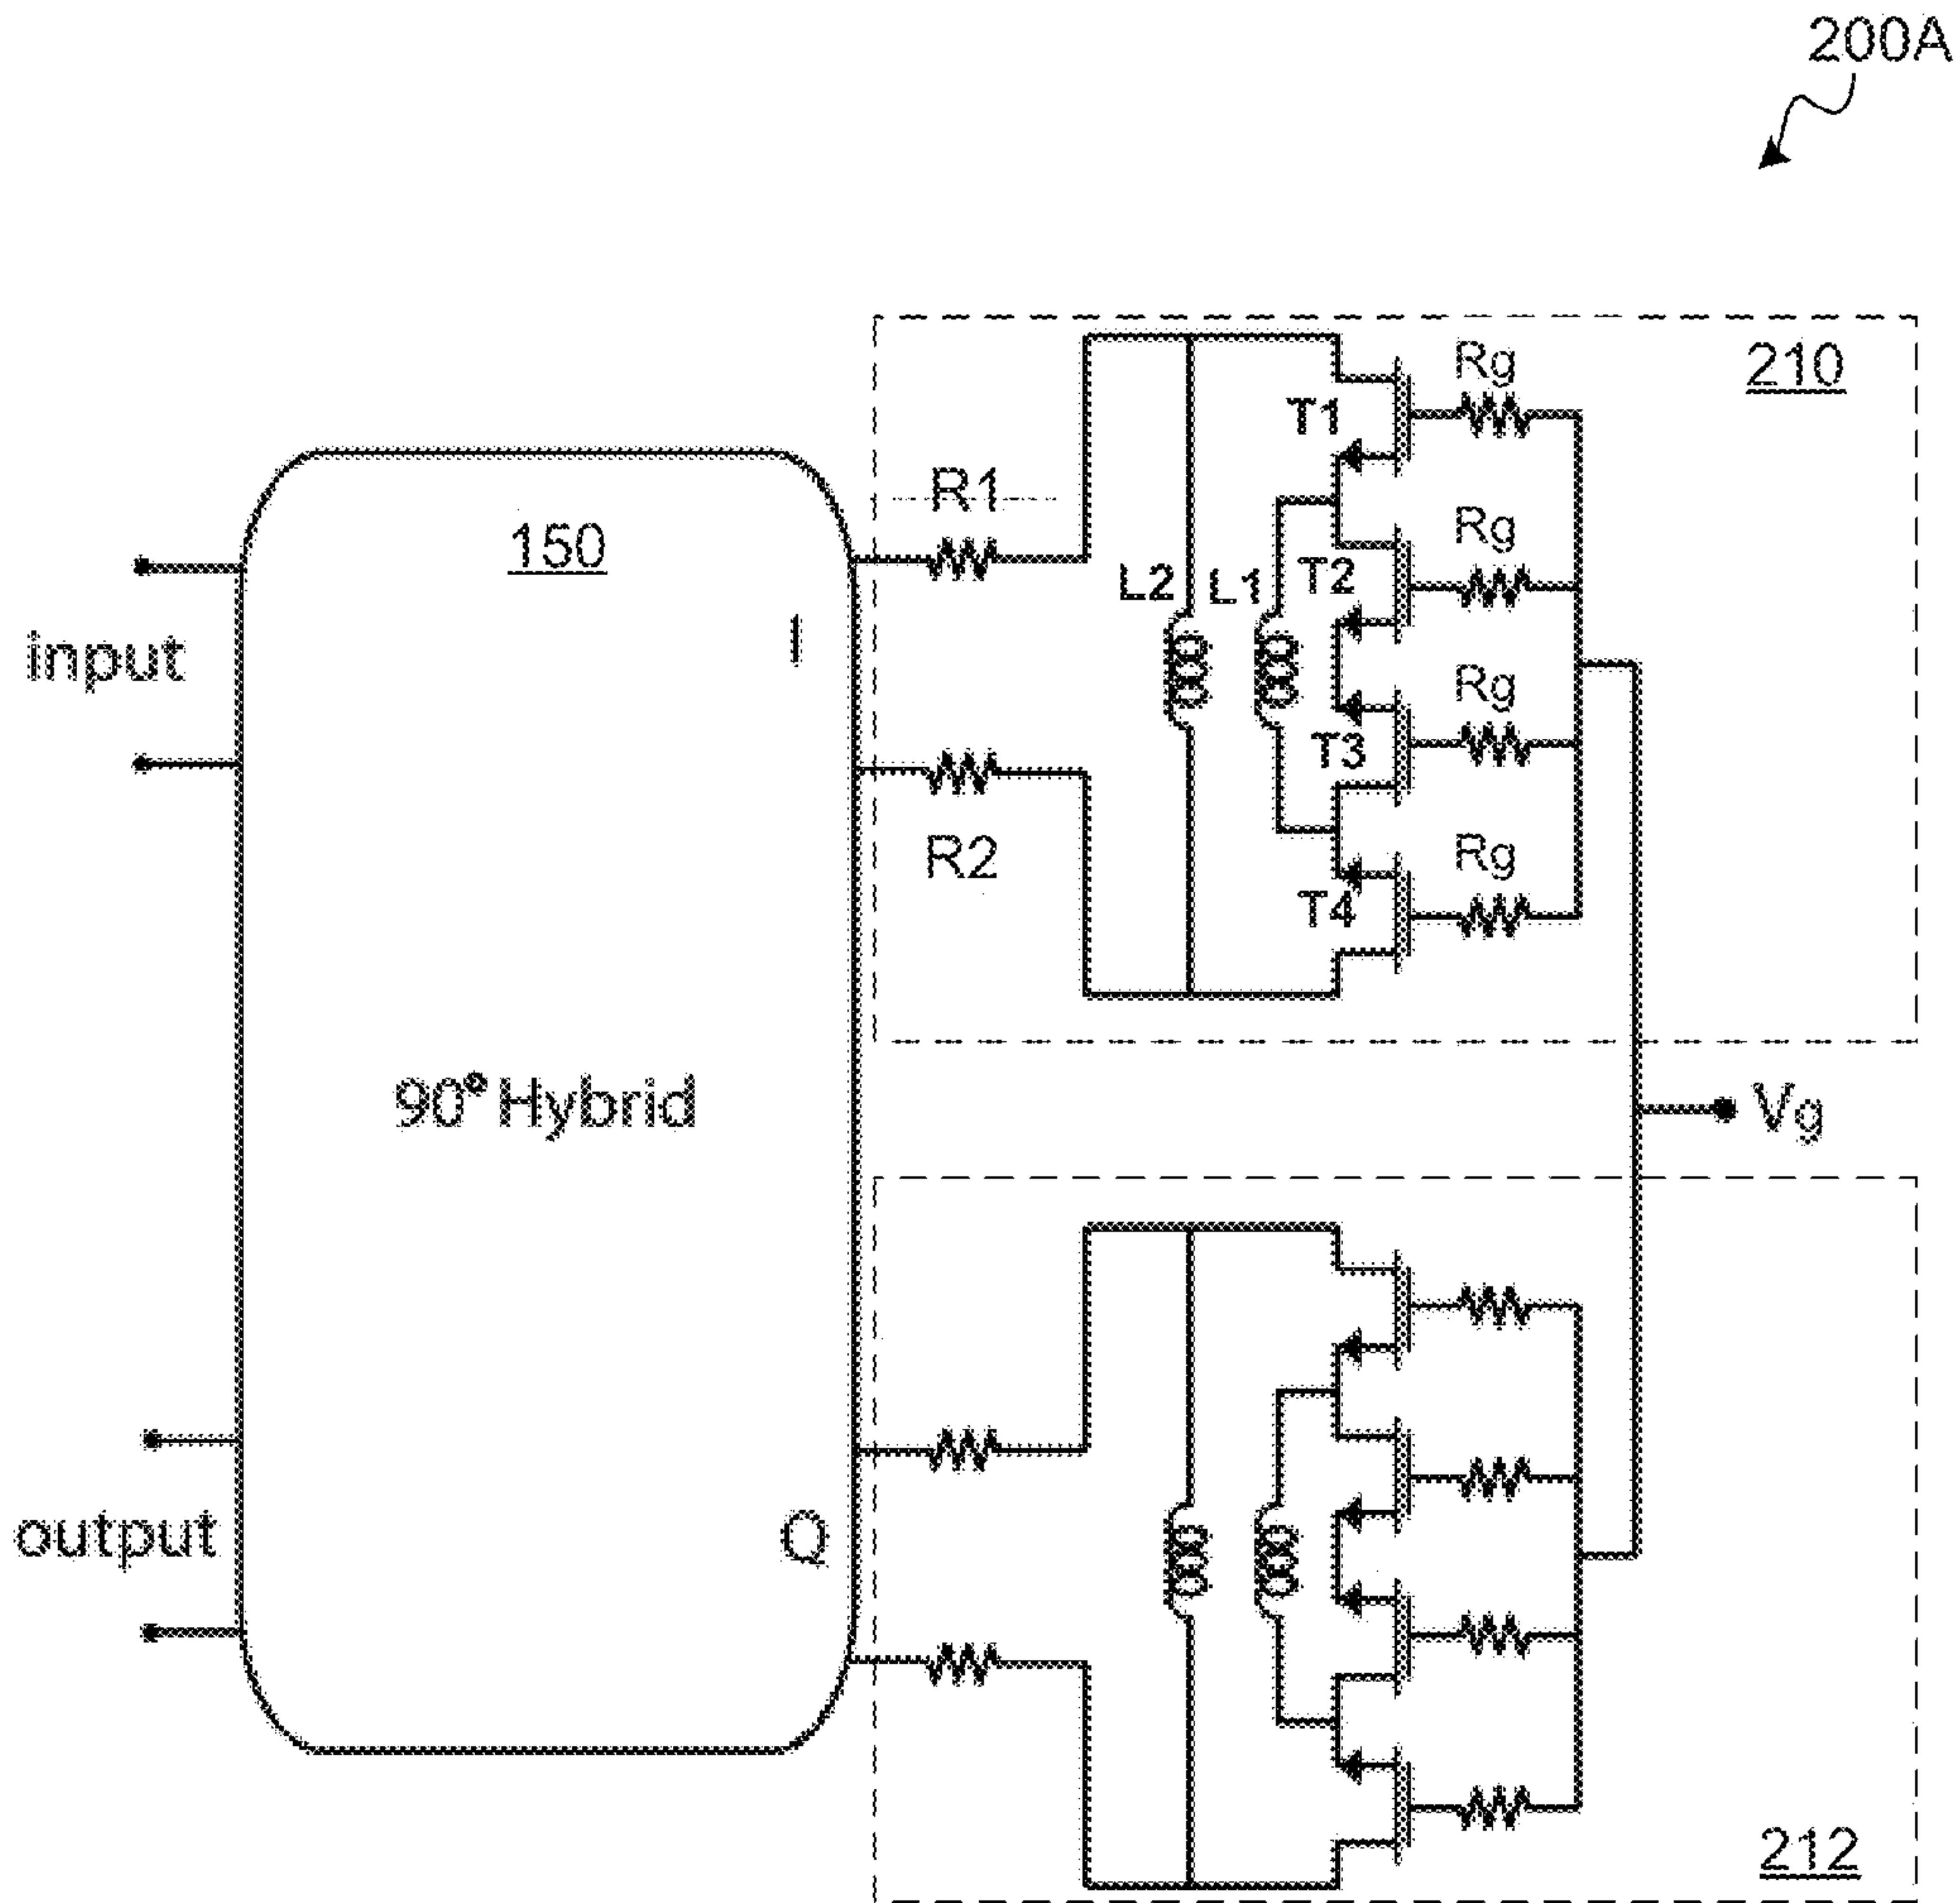 200A
210
Rg
T1
R1
Rg
150
T2
L2
L1
I
input
Rg
T3
R2
Rg
T4
90° Hybrid
Vg
output
Q
212